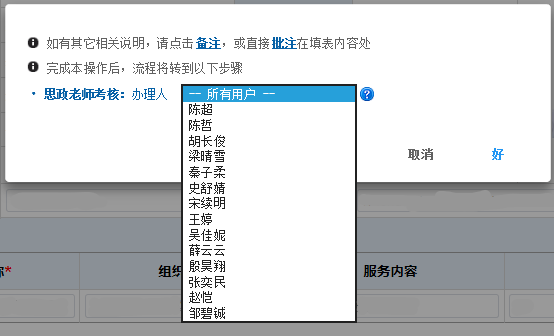 如有其它相关说明，请点击备注，或直接批注在填表内容处
完成本操作后，流程将转到以下步骤
思政老师考核：办理人
-- 所有用户 --
陈超
陈哲
胡长俊
梁晴雪
秦子柔
史舒婧
宋续明
王婷
吴佳妮
薛云云
殷昊翔
张奕民
赵恺
邹碧铖
取消 好
称* 组织 服务内容